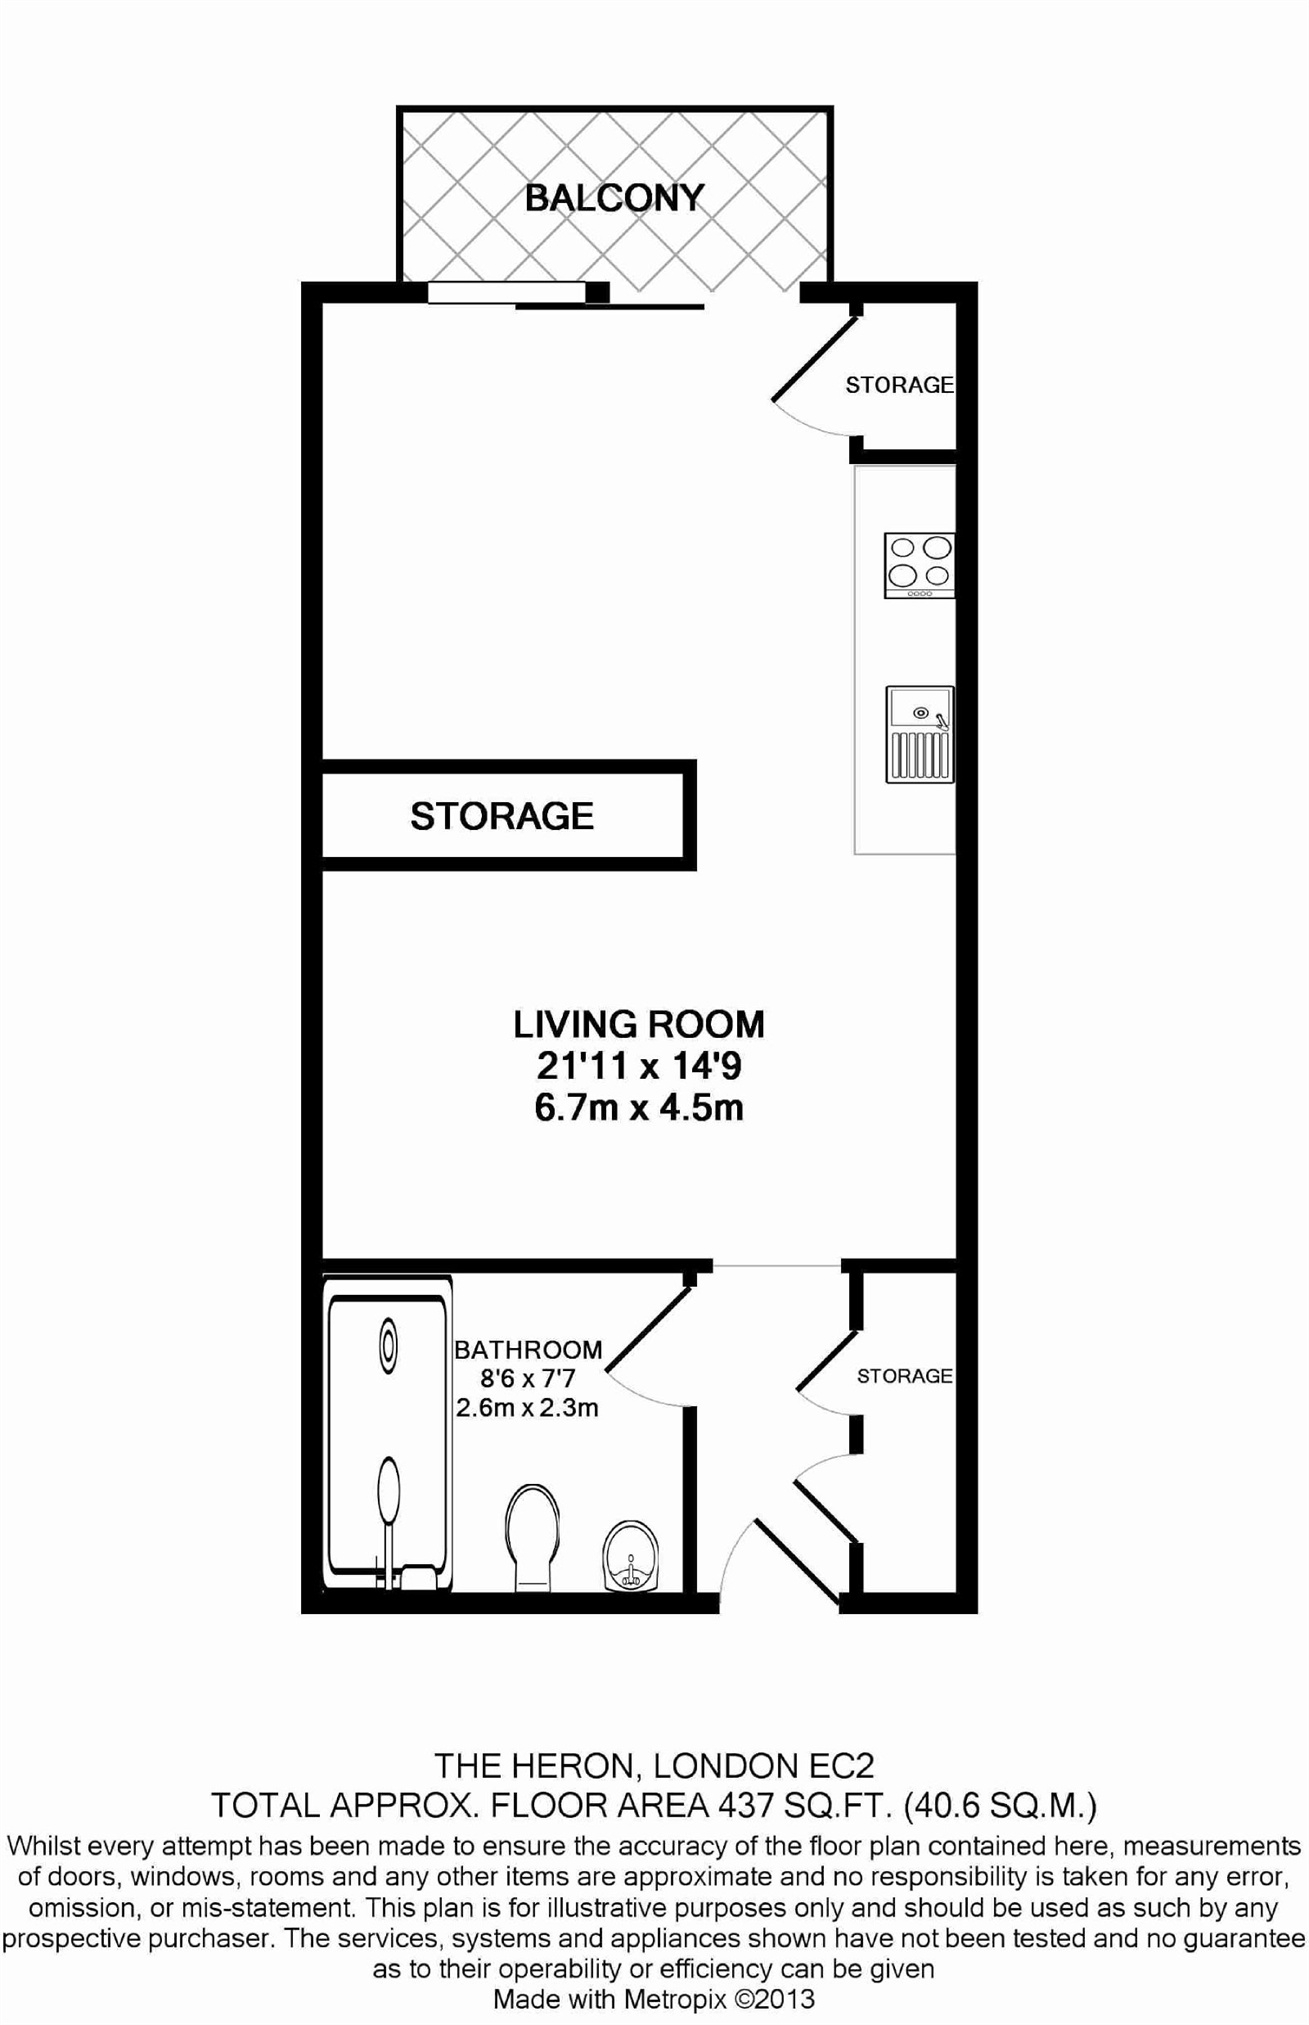 BALCONY
STORAGE
STORAGE
LIVING ROOM
21'11 x 14'9
6.7m x 4.5m
BATHROOM
8'6 x 7'7
2.6m x 2.3m
STORAGE
THE HERON, LONDON EC2
TOTAL APPROX. FLOOR AREA 437 SQ.FT. (40.6 SQ.M.)
Whilst every attempt has been made to ensure the accuracy of the floor plan contained here, measurements
of doors, windows, rooms and any other items are approximate and no responsibility is taken for any error,
omission, or mis-statement. This plan is for illustrative purposes only and should be used as such by any
prospective purchaser. The services, systems and appliances shown have not been tested and no guarantee
as to their operability or efficiency can be given
Made with Metropix ©2013